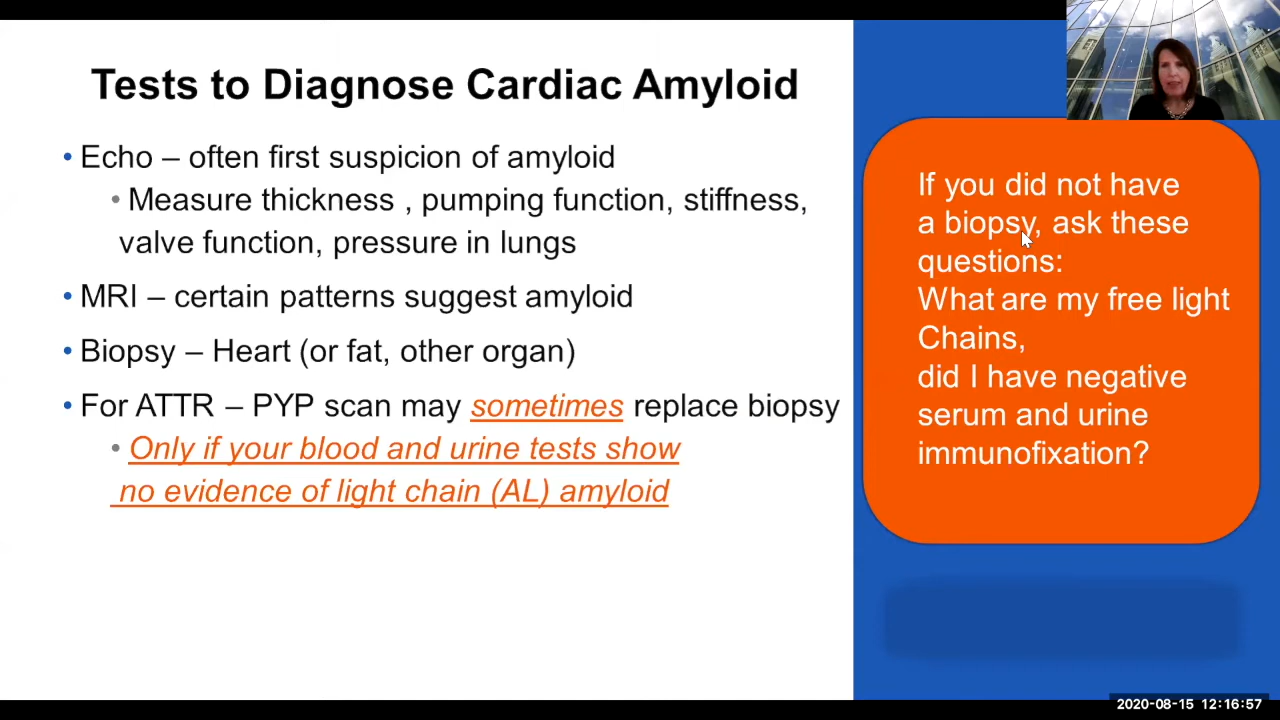 Tests to Diagnose Cardiac Amyloid
• Echo – often first suspicion of amyloid
• Measure thickness , pumping function, stiffness,
valve function, pressure in lungs
• MRI – certain patterns suggest amyloid
• Biopsy – Heart (or fat, other organ)
• For ATTR – PYP scan may sometimes replace biopsy
• Only if your blood and urine tests show
no evidence of light chain (AL) amyloid
If you did not have
a biopsy, ask these
questions:
What are my free light
Chains,
did I have negative
serum and urine
immunofixation?
2020-08-15 12:16:57